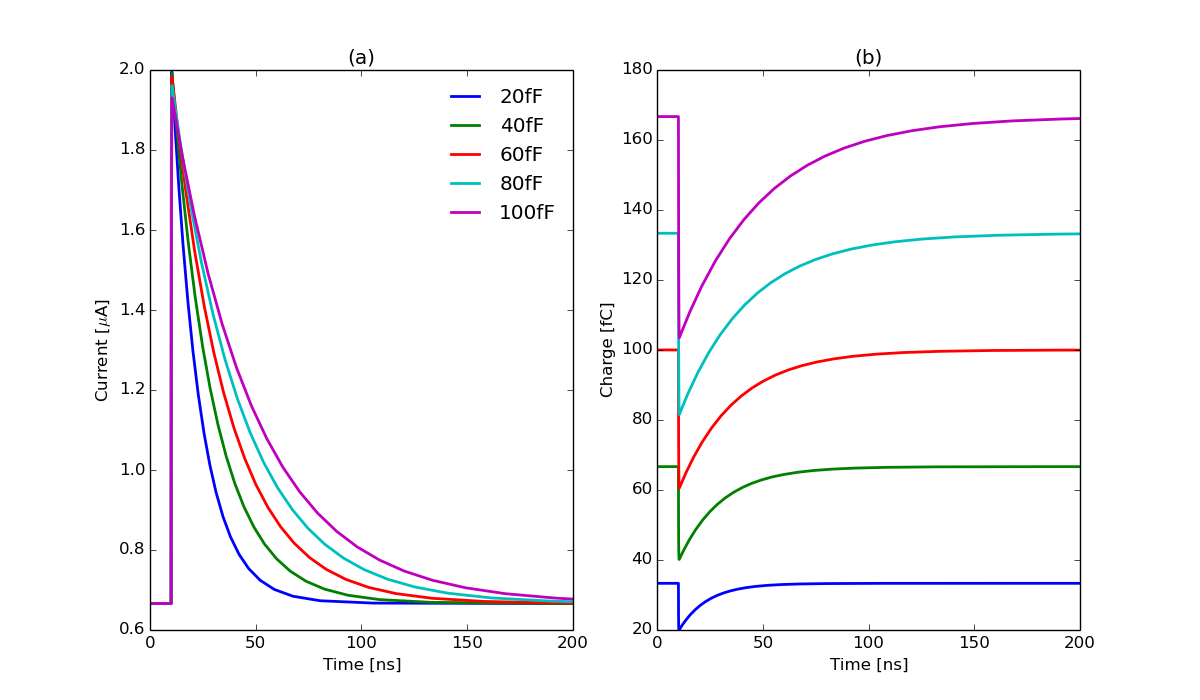 (a)
2.0
1.8
1.6
1.4
1.2
1.0
0.8
0.6
Current [μA]
20fF
40fF
60fF
80fF
100fF
0 50 100 150 200
Time [ns]
(b)
180
160
140
120
100
80
60
40
20
Charge [fC]
0 50 100 150 200
Time [ns]